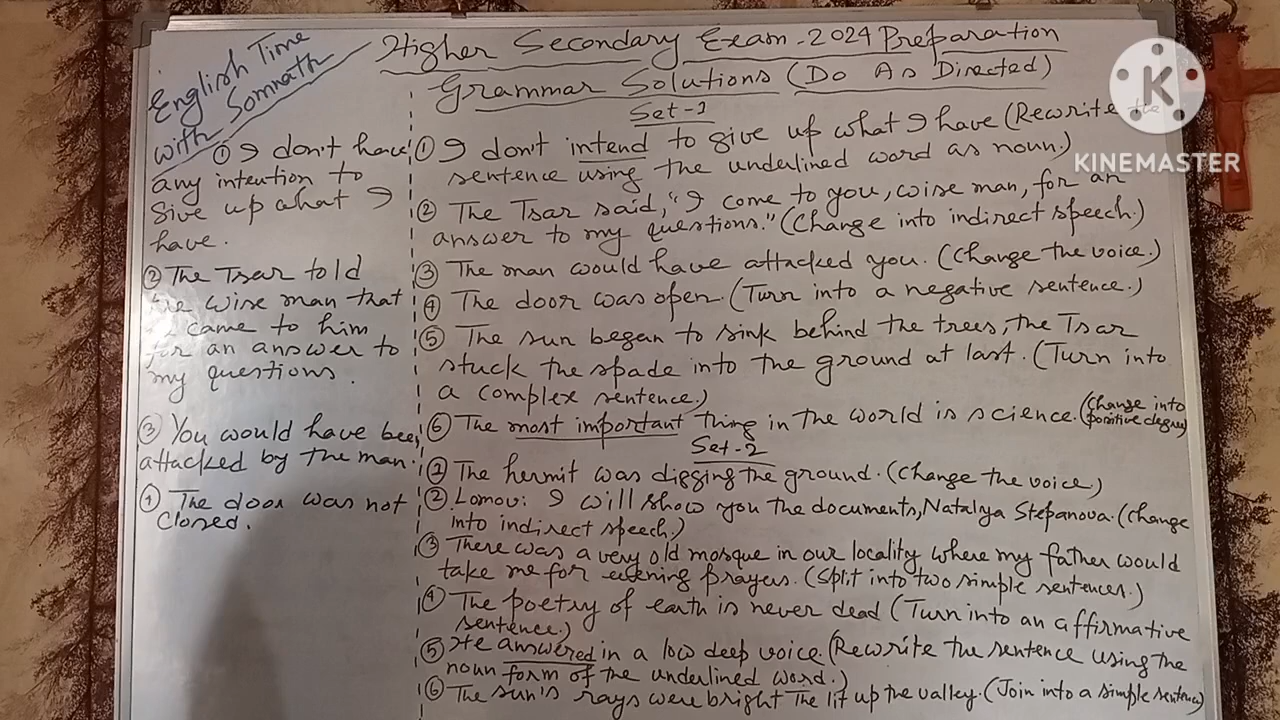 English Time
with Somnath
Higher Secondary Exam-2024 Preparation
Grammar Solutions (Do As Directed)
Set-1
① I don't intend to give up what I have (Rewrite the
sentence using the underlined word as noun.)
② The Tsar said, "I come to you, wise man, for an
answer to my questions." (Change into indirect speech.)
③ The man would have attacked you. (Change the voice.)
④ The door was open. (Turn into a negative sentence.)
⑤ The sun began to sink behind the trees, the Tsar
stuck the spade into the ground at last. (Turn into
a complex sentence.)
⑥ The most important thing in the world is science. (Change into
positive degree)
Set-2
① The hermit was digging the ground. (Change the voice)
②. Lomov: I will show you the documents, Natalya Stepanova. (Change
into indirect speech.)
③ There was a very old mosque in our locality where my father would
take me for evening prayers. (Split into two simple sentences.)
④ The poetry of earth is never dead (Turn into an affirmative
sentence.)
⑤ He answered in a low deep voice. (Rewrite the sentence using the
noun form of the underlined word.)
⑥ The sun's rays were bright The lit up the valley. (Join into a simple sentence)
① I don't have
any intention to
give up what I
have.
② The Tsar told
the wise man that
came to him
for an answer to
my questions.
③ You would have been
attacked by the man.
④ The door was not
closed.
K
KINEMASTER